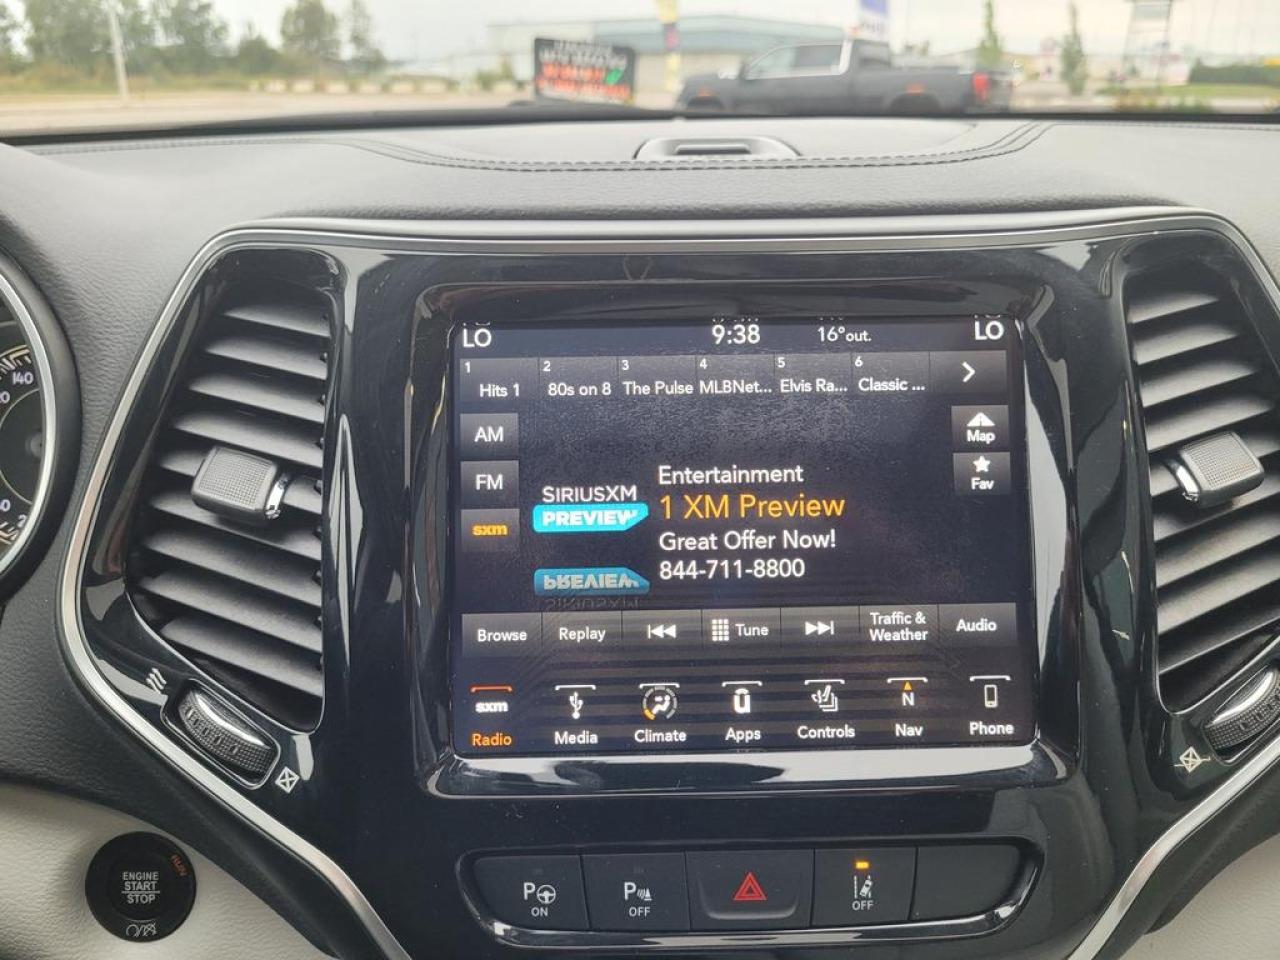 LO
9:38
16° out.
LO
1
Hits 1
2
80s on 8
3
The Pulse
4
MLBNet...
5
Elvis Ra...
6
Classic ...
AM
Map
FM
Fav
sxm
SIRIUSXM
PREVIEW
Entertainment
1 XM Preview
Great Offer Now!
844-711-8800
Browse
Replay
Tune
Traffic &
Weather
Audio
sxm
Radio
Media
Climate
Apps
Controls
N
Nav
Phone
ENGINE
START
STOP
RUN
P
ON
P
OFF
OFF
140